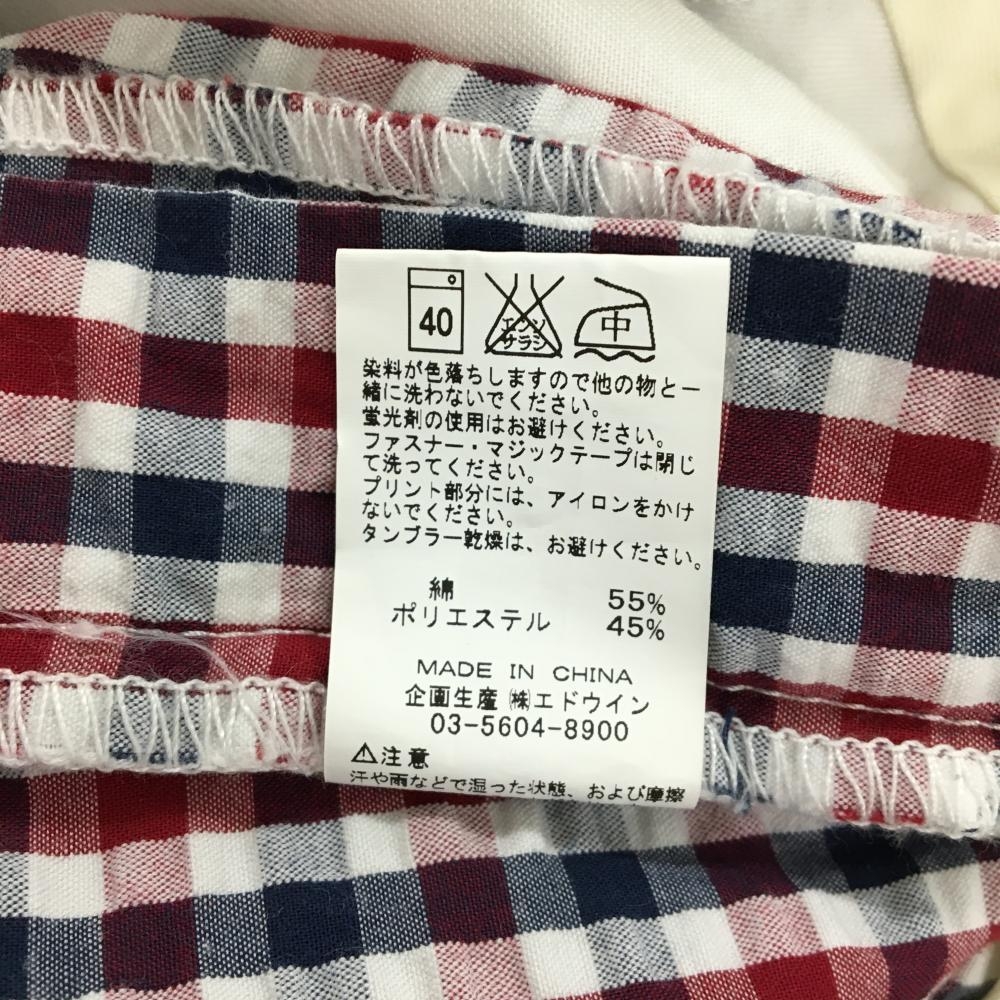 40
エンソ
サラシ
中
染料が色落ちしますので他の物と一
緒に洗わないでください。
蛍光剤の使用はお避けください。
ファスナー・マジックテープは閉じ
て洗ってください。
プリント部分には、アイロンをかけ
ないでください。
タンブラー乾燥は、お避けください。
綿 55%
ポリエステル 45%
MADE IN CHINA
企画生産 ㈱エドウイン
03-5604-8900
⚠注意
汗や雨などで湿った状態、および摩擦